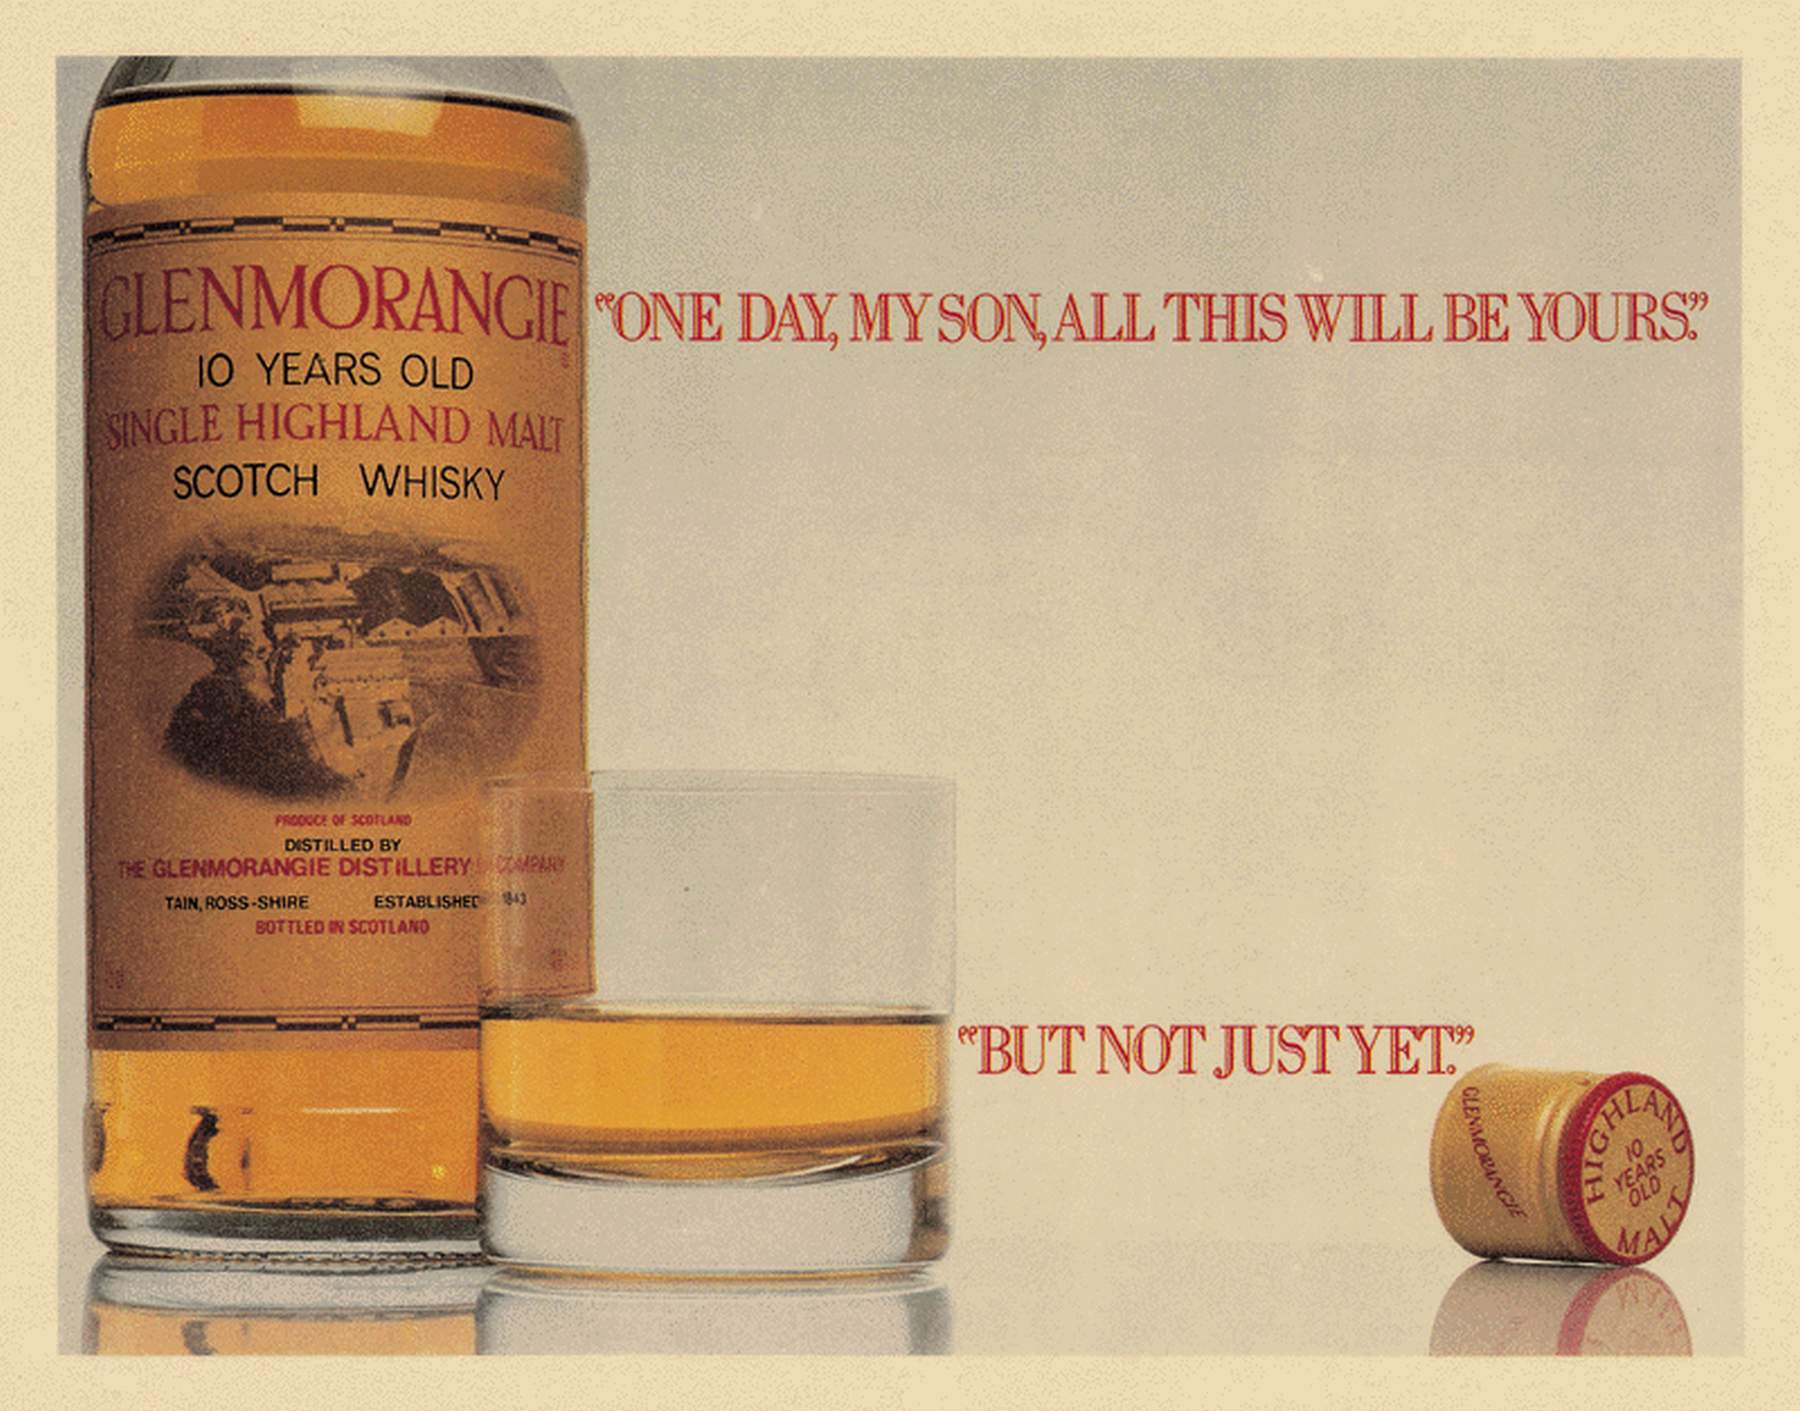 GLENMORANGIE
10 YEARS OLD
SINGLE HIGHLAND MALT
SCOTCH WHISKY
PRODUCE OF SCOTLAND
DISTILLED BY
THE GLENMORANGIE DISTILLERY COMPANY
TAIN, ROSS-SHIRE ESTABLISHED 1843
BOTTLED IN SCOTLAND
“ONE DAY, MY SON, ALL THIS WILL BE YOURS.”
“BUT NOT JUST YET.”
GLENMORANGIE
HIGHLAND
10
YEARS
OLD
MALT